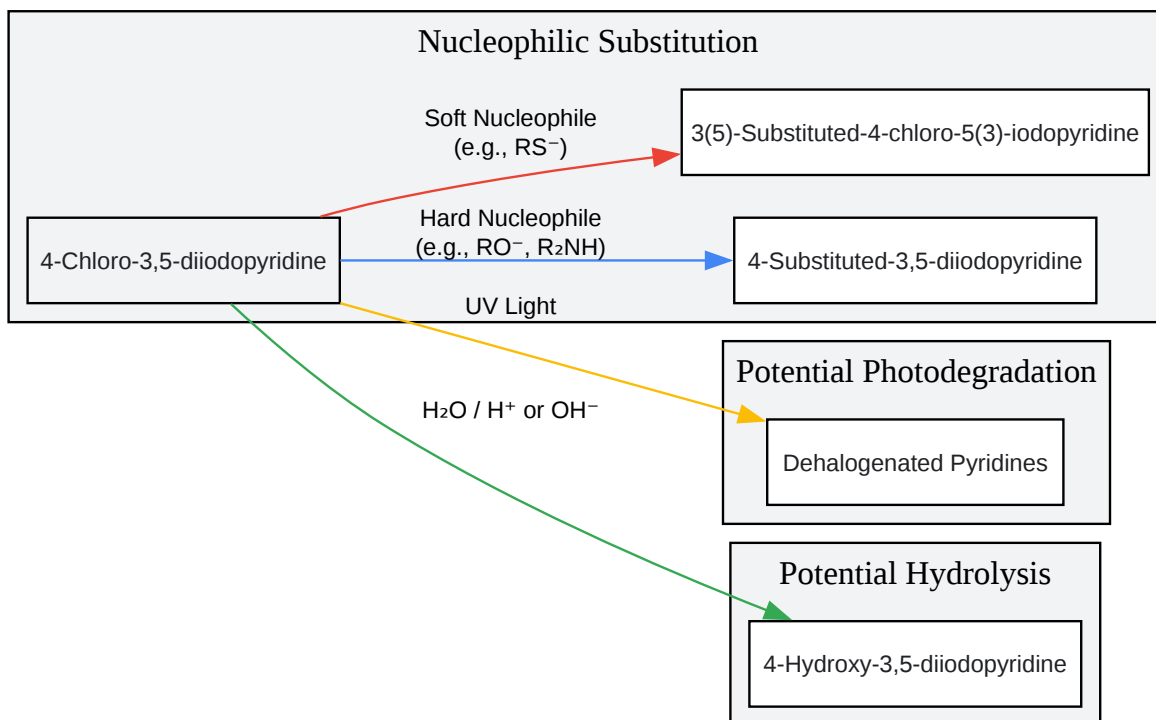 Nucleophilic Substitution
Soft Nucleophile
(e.g., RS⁻)
3(5)-Substituted-4-chloro-5(3)-iodopyridine
Hard Nucleophile
(e.g., RO⁻, R₂NH)
4-Chloro-3,5-diiodopyridine
4-Substituted-3,5-diiodopyridine
UV Light
Potential Photodegradation
H₂O / H⁺ or OH⁻
Dehalogenated Pyridines
Potential Hydrolysis
4-Hydroxy-3,5-diiodopyridine